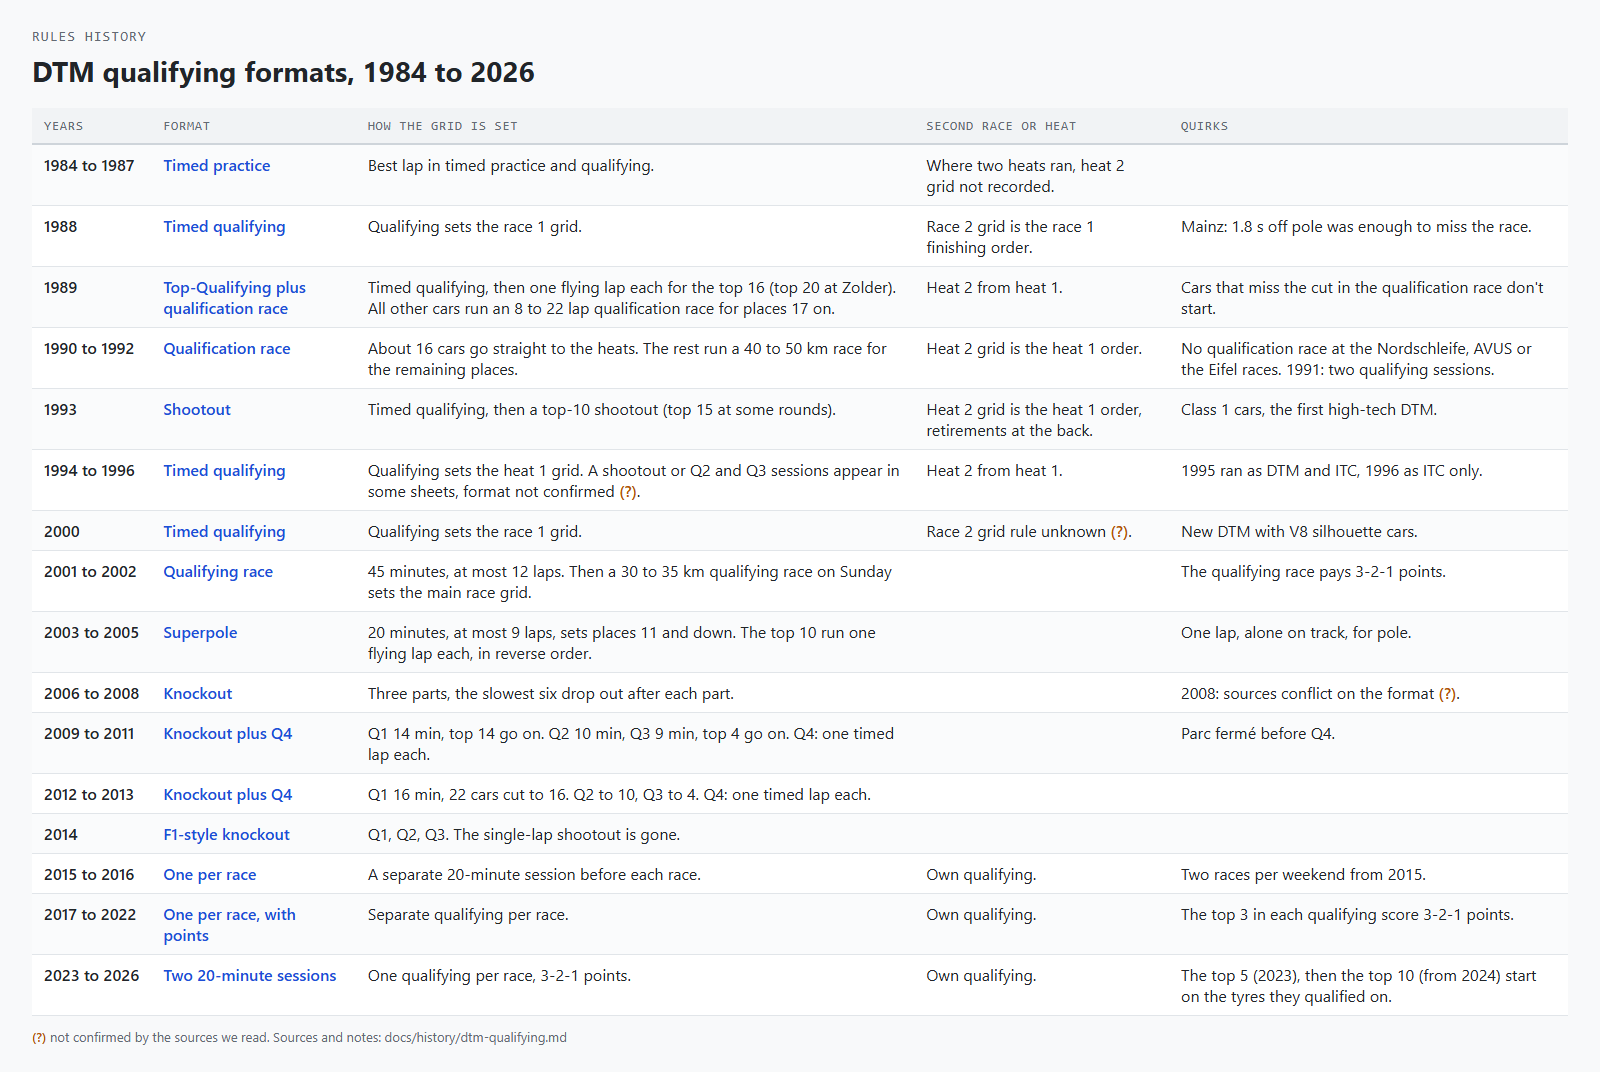 RULES HISTORY
DTM qualifying formats, 1984 to 2026
YEARS FORMAT HOW THE GRID IS SET SECOND RACE OR HEAT QUIRKS
1984 to 1987 Timed practice Best lap in timed practice and qualifying. Where two heats ran, heat 2
grid not recorded.
1988 Timed qualifying Qualifying sets the race 1 grid. Race 2 grid is the race 1 Mainz: 1.8 s off pole was enough to miss the race.
finishing order.
1989 Top-Qualifying plus Timed qualifying, then one flying lap each for the top 16 (top 20 at Zolder). Heat 2 from heat 1. Cars that miss the cut in the qualification race don't
qualification race All other cars run an 8 to 22 lap qualification race for places 17 on. start.
1990 to 1992 Qualification race About 16 cars go straight to the heats. The rest run a 40 to 50 km race for Heat 2 grid is the heat 1 order. No qualification race at the Nordschleife, AVUS or
the remaining places. the Eifel races. 1991: two qualifying sessions.
1993 Shootout Timed qualifying, then a top-10 shootout (top 15 at some rounds). Heat 2 grid is the heat 1 order, Class 1 cars, the first high-tech DTM.
retirements at the back.
1994 to 1996 Timed qualifying Qualifying sets the heat 1 grid. A shootout or Q2 and Q3 sessions appear in Heat 2 from heat 1. 1995 ran as DTM and ITC, 1996 as ITC only.
some sheets, format not confirmed (?).
2000 Timed qualifying Qualifying sets the race 1 grid. Race 2 grid rule unknown (?). New DTM with V8 silhouette cars.
2001 to 2002 Qualifying race 45 minutes, at most 12 laps. Then a 30 to 35 km qualifying race on Sunday The qualifying race pays 3-2-1 points.
sets the main race grid.
2003 to 2005 Superpole 20 minutes, at most 9 laps, sets places 11 and down. The top 10 run one One lap, alone on track, for pole.
flying lap each, in reverse order.
2006 to 2008 Knockout Three parts, the slowest six drop out after each part. 2008: sources conflict on the format (?).
2009 to 2011 Knockout plus Q4 Q1 14 min, top 14 go on. Q2 10 min, Q3 9 min, top 4 go on. Q4: one timed Parc fermé before Q4.
lap each.
2012 to 2013 Knockout plus Q4 Q1 16 min, 22 cars cut to 16. Q2 to 10, Q3 to 4. Q4: one timed lap each.
2014 F1-style knockout Q1, Q2, Q3. The single-lap shootout is gone.
2015 to 2016 One per race A separate 20-minute session before each race. Own qualifying. Two races per weekend from 2015.
2017 to 2022 One per race, with Separate qualifying per race. Own qualifying. The top 3 in each qualifying score 3-2-1 points.
points
2023 to 2026 Two 20-minute sessions One qualifying per race, 3-2-1 points. Own qualifying. The top 5 (2023), then the top 10 (from 2024) start
on the tyres they qualified on.
(?) not confirmed by the sources we read. Sources and notes: docs/history/dtm-qualifying.md